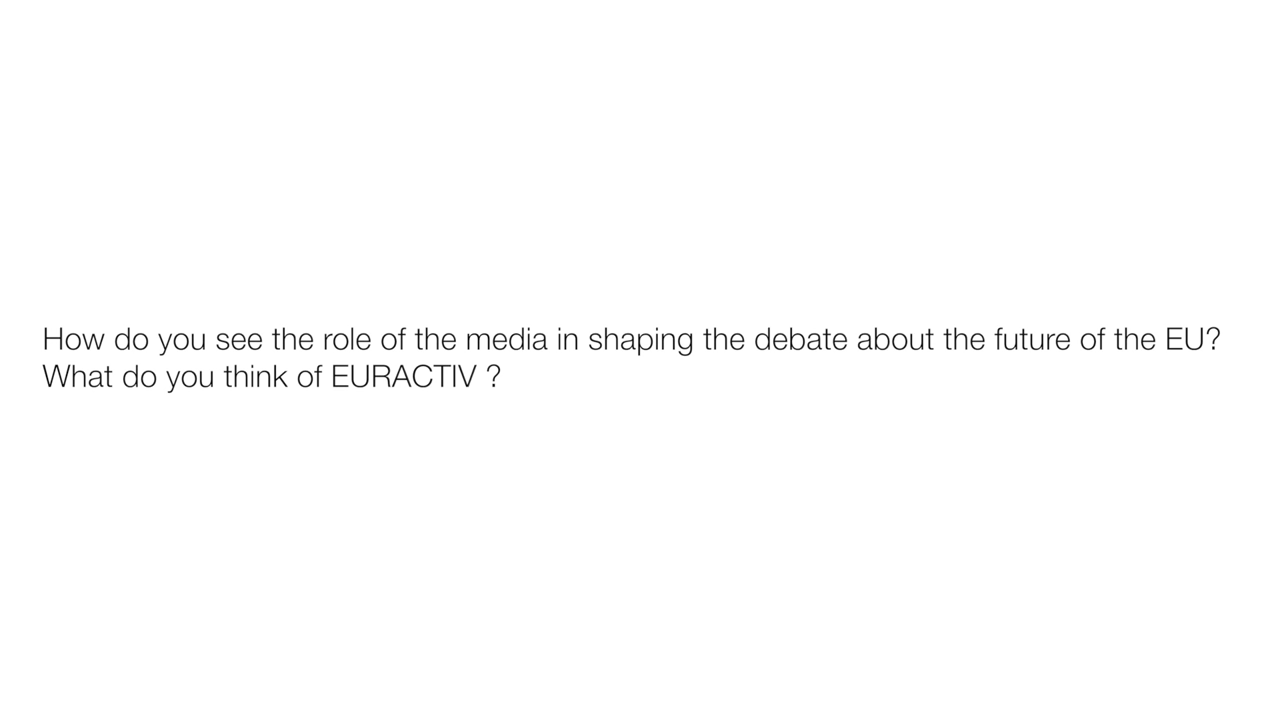 How do you see the role of the media in shaping the debate about the future of the EU?
What do you think of EURACTIV ?